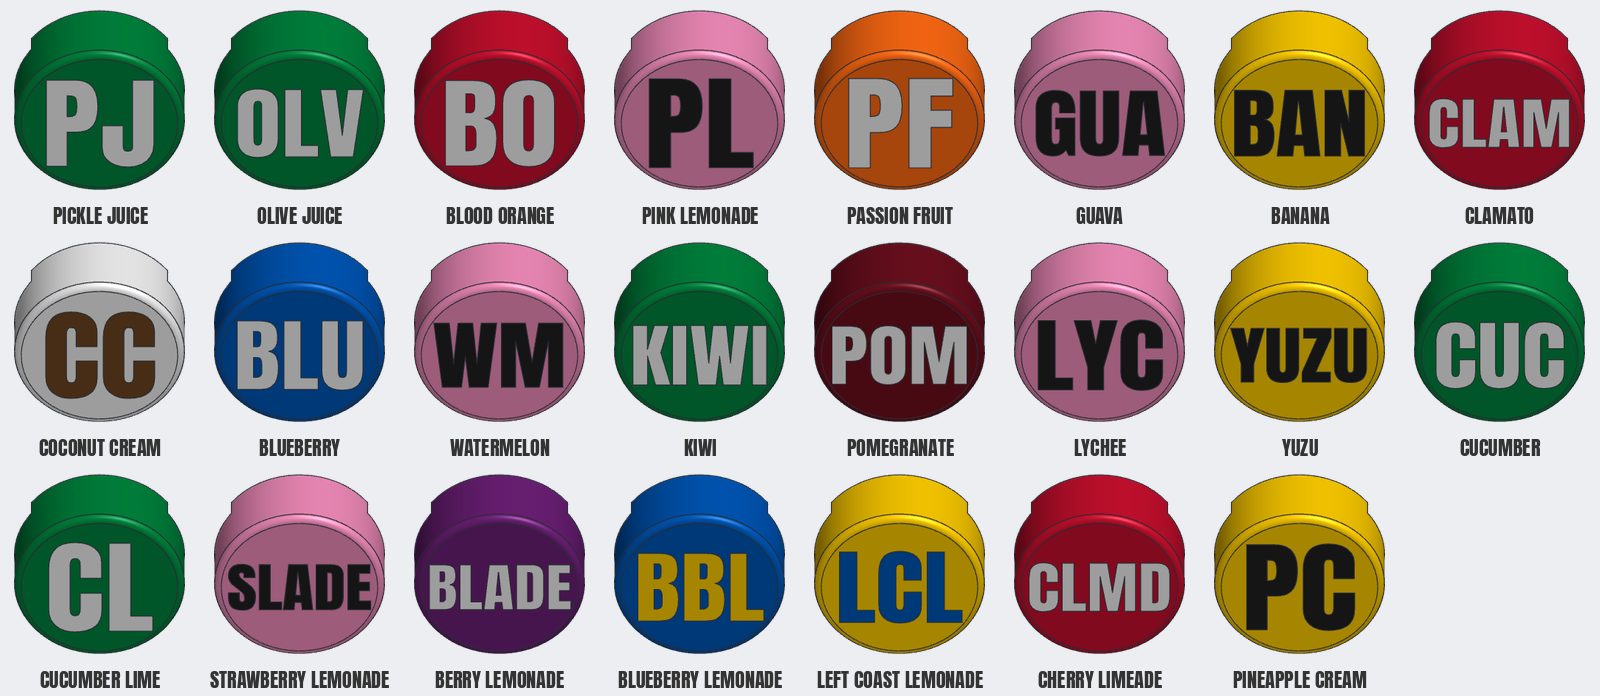 PJ OLV BO PL PF GUA BAN CLAM
PICKLE JUICE OLIVE JUICE BLOOD ORANGE PINK LEMONADE PASSION FRUIT GUAVA BANANA CLAMATO
CC BLU WM KIWI POM LYC YUZU CUC
COCONUT CREAM BLUEBERRY WATERMELON KIWI POMEGRANATE LYCHEE YUZU CUCUMBER
CL SLADE BLADE BBL LCL CLMD PC
CUCUMBER LIME STRAWBERRY LEMONADE BERRY LEMONADE BLUEBERRY LEMONADE LEFT COAST LEMONADE CHERRY LIMEADE PINEAPPLE CREAM